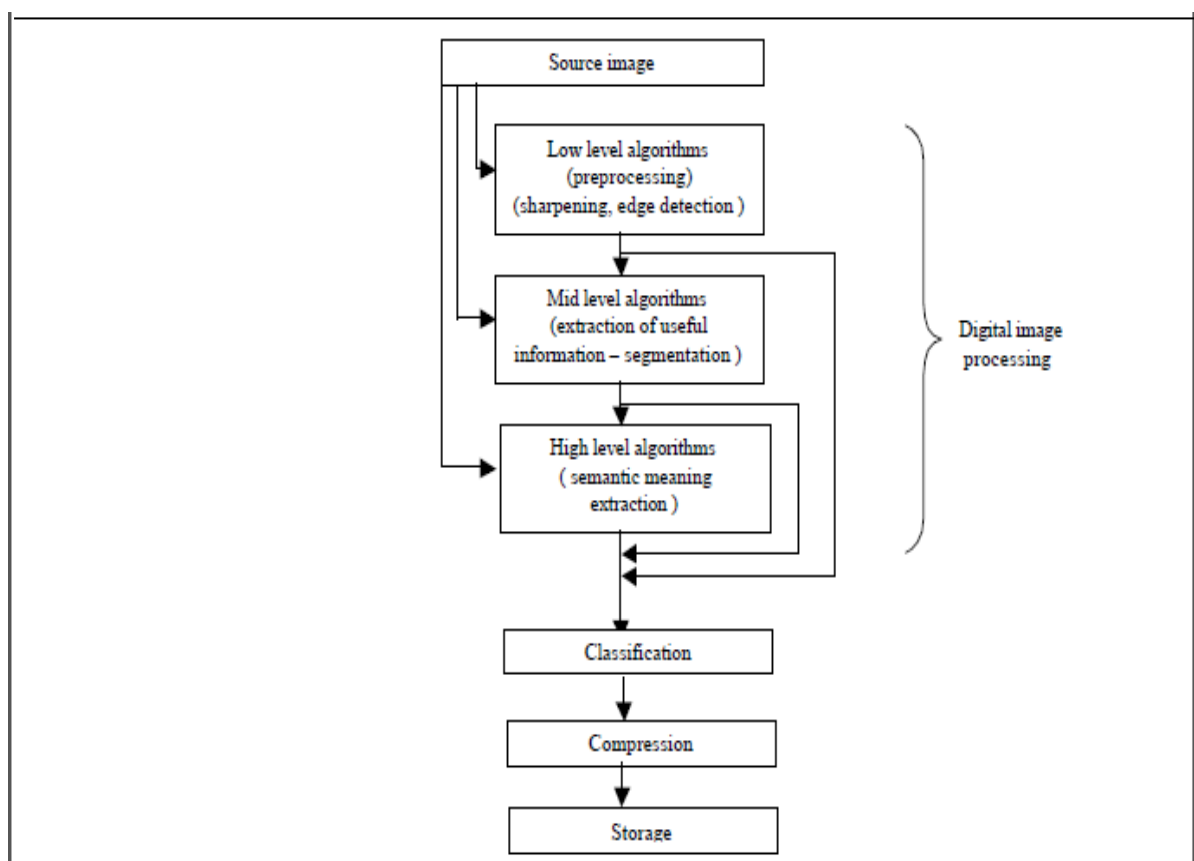 Source image
Low level algorithms
(preprocessing)
(sharpening, edge detection )
Mid level algorithms
(extraction of useful
information – segmentation )
Digital image
processing
High level algorithms
( semantic meaning
extraction )
Classification
Compression
Storage